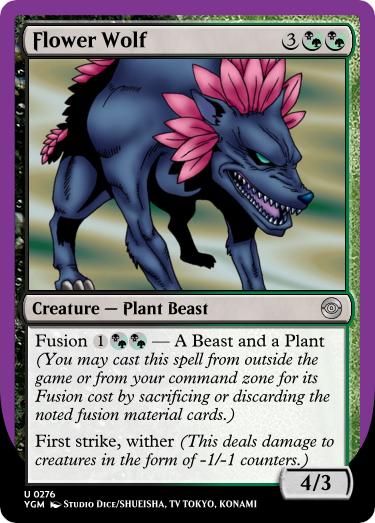 Flower Wolf 3
Creature — Plant Beast
Fusion 1 — A Beast and a Plant
(You may cast this spell from outside the
game or from your command zone for its
Fusion cost by sacrificing or discarding the
noted fusion material cards.)
First strike, wither (This deals damage to
creatures in the form of -1/-1 counters.)
4/3
U 0276
YGM Studio Dice/SHUEISHA, TV TOKYO, KONAMI